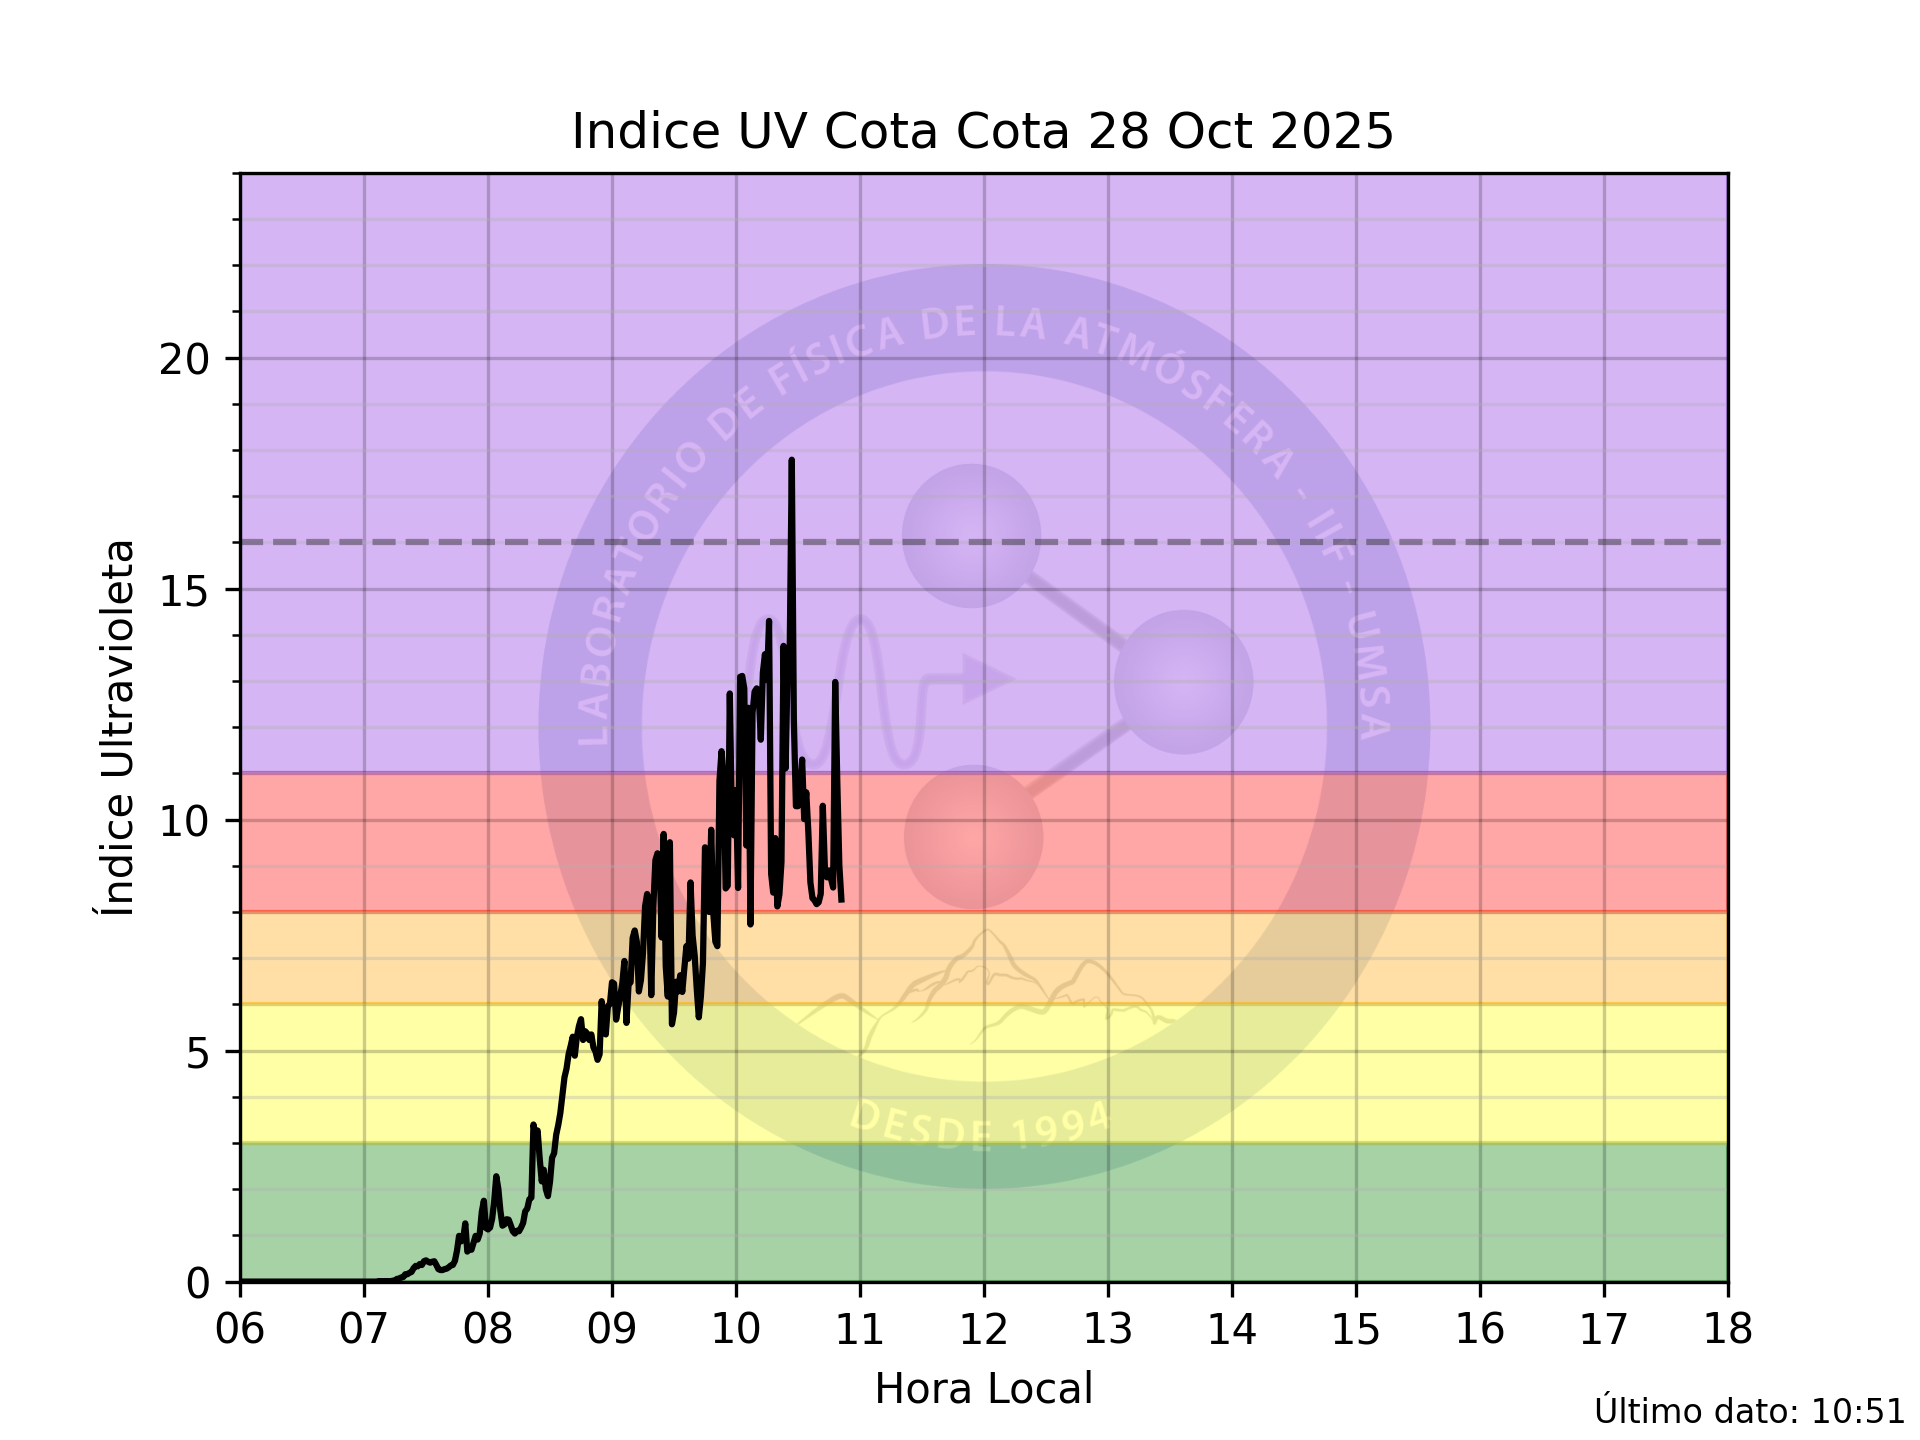 Indice UV Cota Cota 28 Oct 2025
LABORATORIO DE FÍSICA DE LA ATMÓSFERA - IIF - UMSA
DESDE 1994
Índice Ultravioleta
20
15
10
5
0
06 07 08 09 10 11 12 13 14 15 16 17 18
Hora Local
Último dato: 10:51